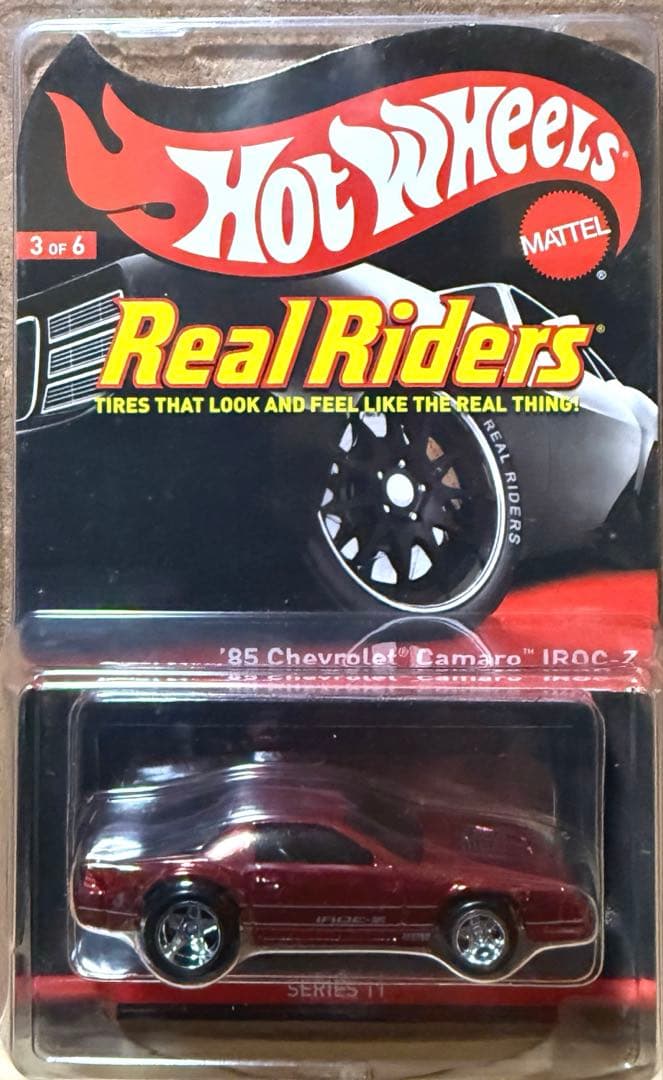 HOT WHEELS®
MATTEL
®
3 OF 6
Real Riders®
TIRES THAT LOOK AND FEEL LIKE THE REAL THING!
REAL RIDERS
'85 Chevrolet® Camaro™ IROC-Z
IROC-Z
SERIES 11